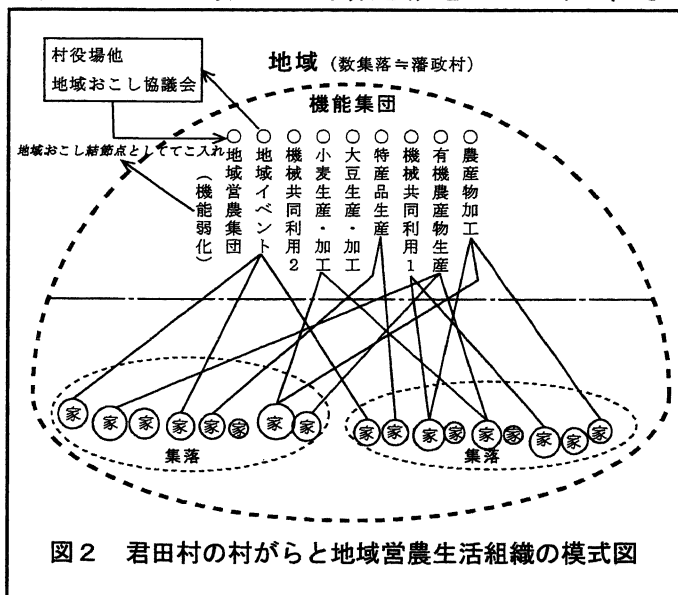 地域（数集落≒藩政村）
村役場他
地域おこし協議会
機能集団
地域おこし結節点としててこ入れ
地域営農集団
（機能弱化）
地域イベント
機械共同利用2
小麦生産・加工
大豆生産・加工
特産品生産
機械共同利用1
有機農産物生産
農産物加工
家 家 家 家 家 家 家 家
集落
家 家 家 家 家 家 家 家 家
集落
図2　君田村の村がらと地域営農生活組織の模式図